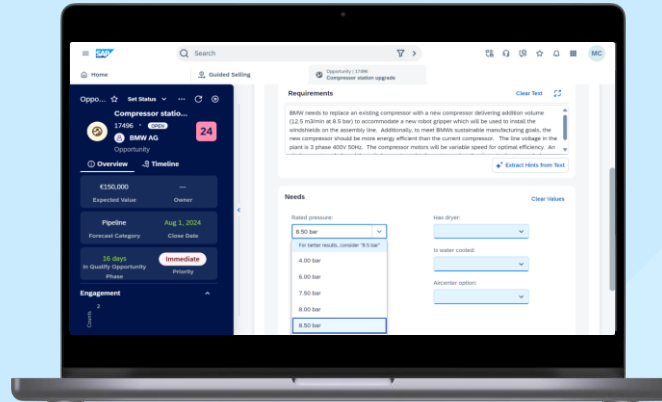 SAP
Search
MC
Home
Guided Selling
Opportunity | 17496
Compressor station upgrade
Oppo...
Set Status
Compressor statio...
17496 · OPEN
BMW AG
24
Opportunity
Overview
Timeline
€150,000
Expected Value
—
Owner
Pipeline
Forecast Category
Aug 1, 2024
Close Date
16 days
In Qualify Opportunity
Phase
Immediate
Priority
Engagement
2
Counts
Requirements
Clear Text
BMW needs to replace an existing compressor with a new compressor delivering addition volume
(12.5 m3/min at 8.5 bar) to accommodate a new robot gripper which will be used to install the
windshields on the assembly line. Additionally, to meet BMWs sustainable manufacturing goals, the
new compressor should be more energy efficient than the current compressor. The line voltage in the
plant is 3 phase 400V 50Hz. The compressor motors will be variable speed for optimal efficiency. An
Extract Hints from Text
Needs
Clear Values
Rated pressure:
8.50 bar
For better results, consider "8.5 bar"
4.00 bar
6.00 bar
7.50 bar
8.00 bar
8.50 bar
Has dryer:
Is water cooled:
Aircenter option: